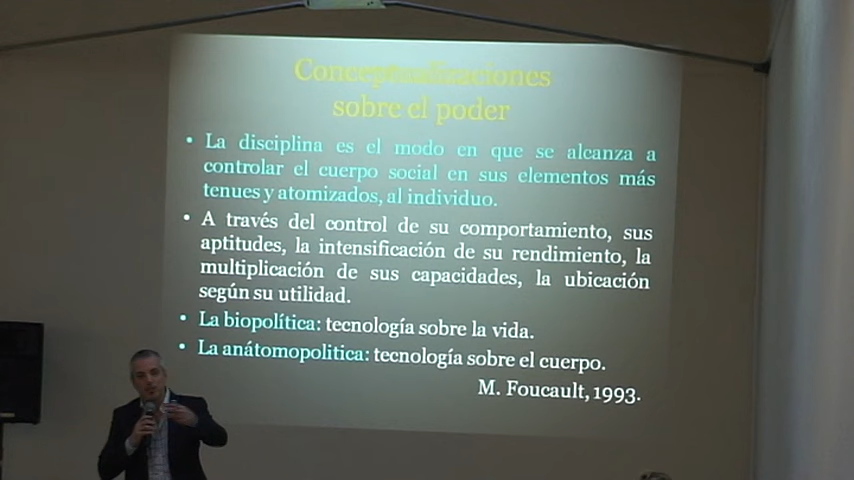 Conceptualizaciones
sobre el poder
• La disciplina es el modo en que se alcanza a
controlar el cuerpo social en sus elementos más
tenues y atomizados, al individuo.
• A través del control de su comportamiento, sus
aptitudes, la intensificación de su rendimiento, la
multiplicación de sus capacidades, la ubicación
según su utilidad.
• La biopolítica: tecnología sobre la vida.
• La anátomopolitica: tecnología sobre el cuerpo.
M. Foucault, 1993.